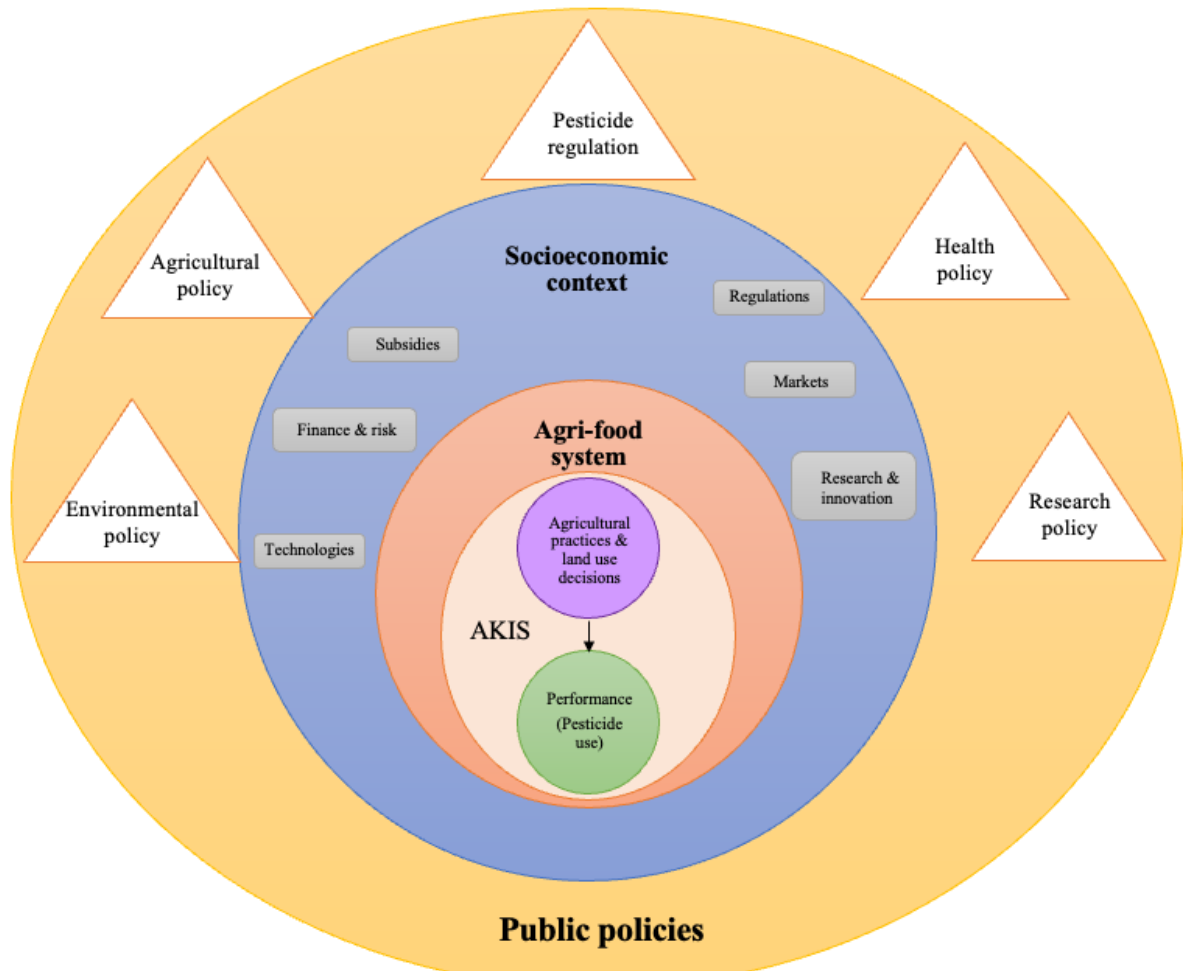 Pesticide
regulation
Agricultural
policy
Health
policy
Environmental
policy
Research
policy
Socioeconomic
context
Regulations
Subsidies
Markets
Finance & risk
Research &
innovation
Technologies
Agri-food
system
Agricultural
practices &
land use
decisions
AKIS
Performance
(Pesticide
use)
Public policies